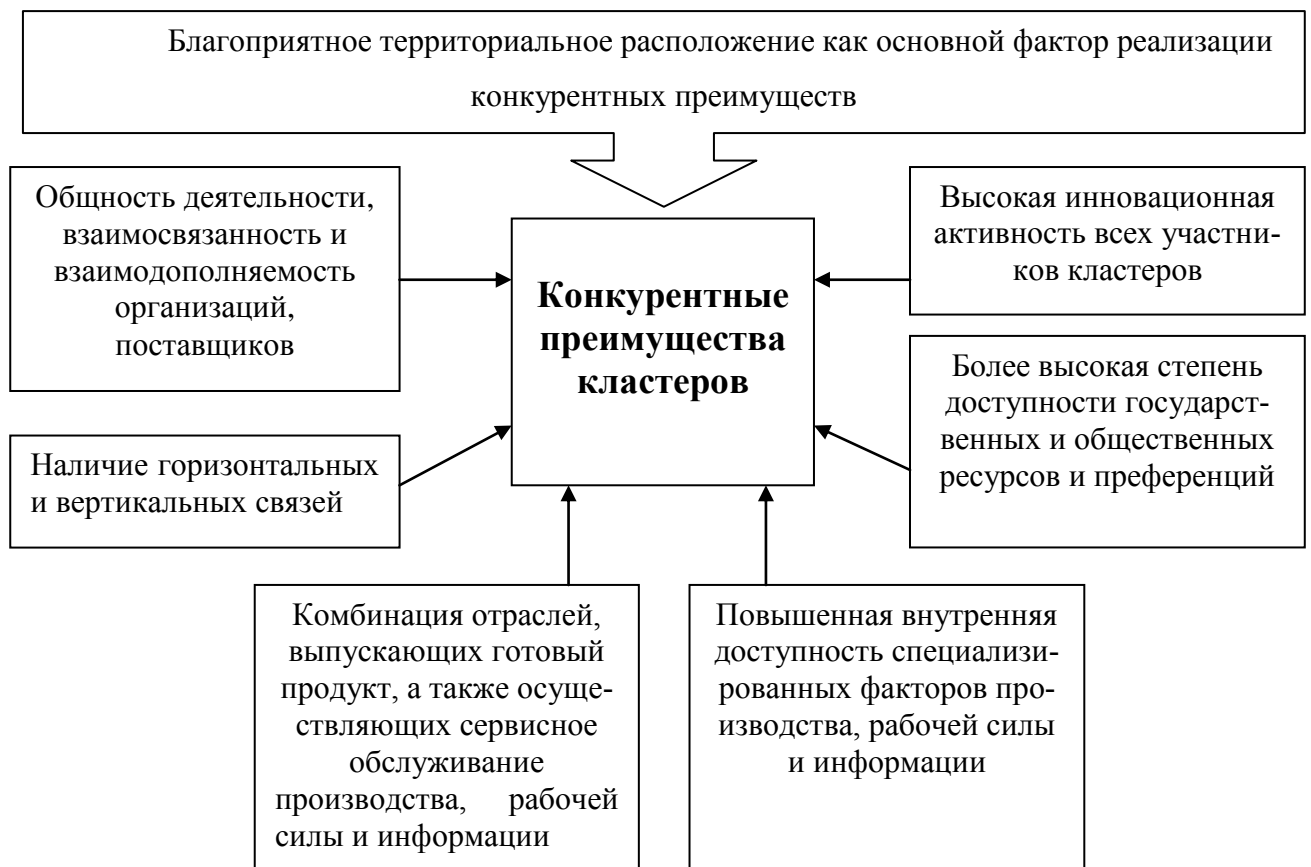 Благоприятное территориальное расположение как основной фактор реализации
конкурентных преимуществ
Общность деятельности,
взаимосвязанность и
взаимодополняемость
организаций,
поставщиков
Наличие горизонтальных
и вертикальных связей
Конкурентные
преимущества
кластеров
Высокая инновационная
активность всех участни-
ков кластеров
Более высокая степень
доступности государст-
венных и общественных
ресурсов и преференций
Комбинация отраслей,
выпускающих готовый
продукт, а также осуще-
ствляющих сервисное
обслуживание
производства, рабочей
силы и информации
Повышенная внутренняя
доступность специализи-
рованных факторов про-
изводства, рабочей силы
и информации